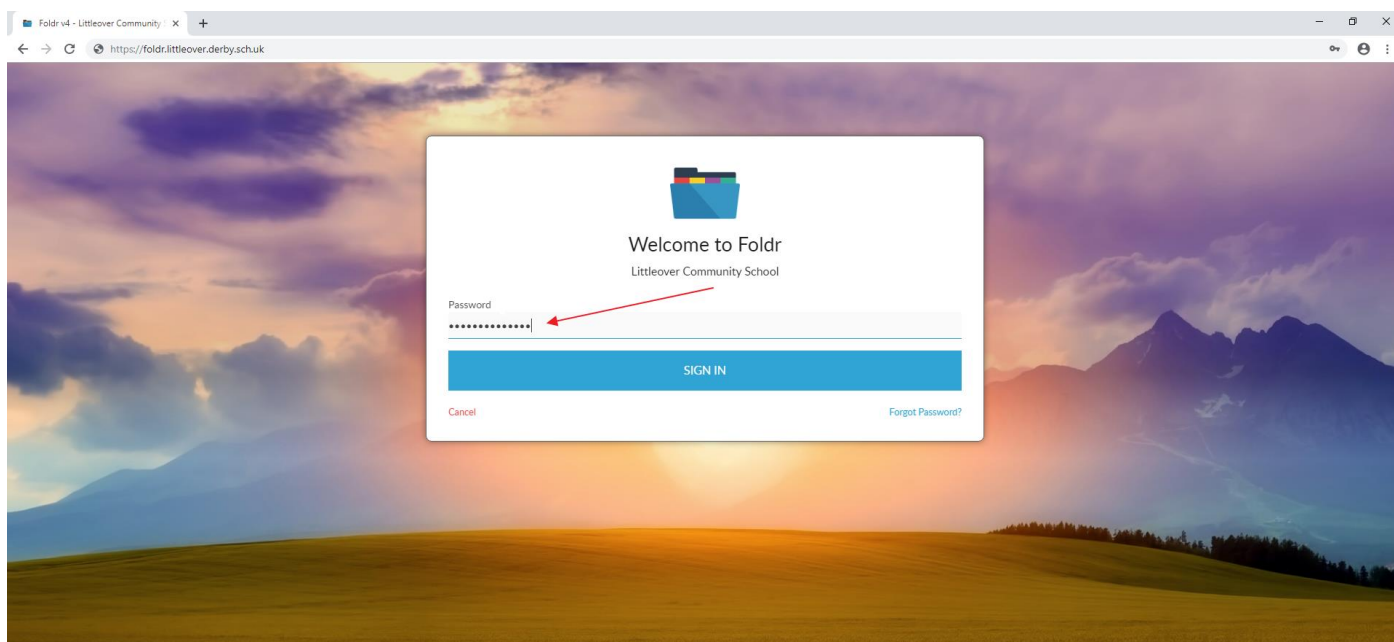 Foldr v4 - Littleover Community
https://foldr.littleover.derby.sch.uk
Welcome to Foldr
Littleover Community School
Password
••••••••••••••
SIGN IN
Cancel
Forgot Password?